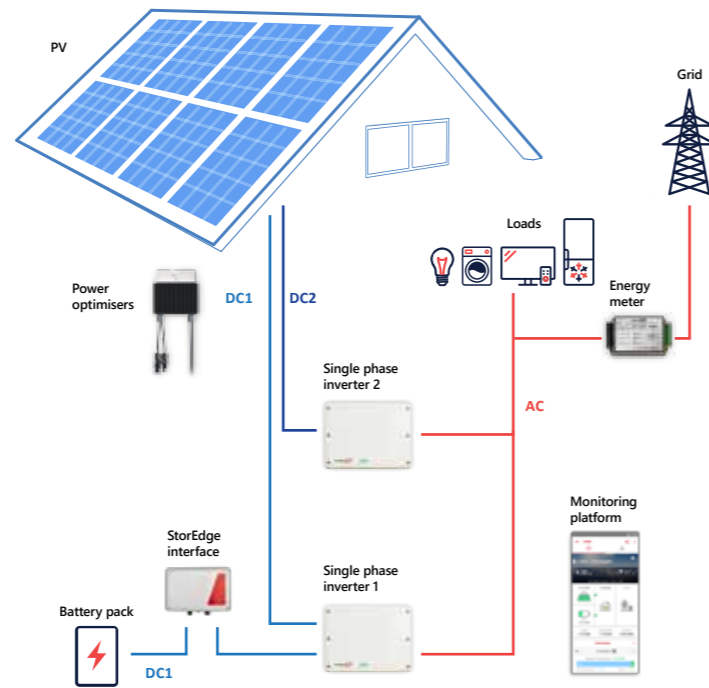 PV
Grid
Loads
Power
optimisers
DC1
DC2
Energy
meter
Single phase
inverter 2
AC
Monitoring
platform
StorEdge
interface
Single phase
inverter 1
Battery pack
DC1